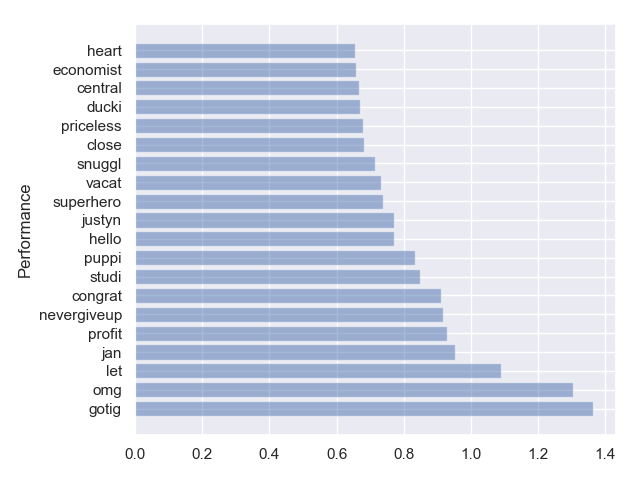 heart
economist
central
ducki
priceless
close
snuggl
vacat
superhero
justyn
hello
puppi
studi
congrat
nevergiveup
profit
jan
let
omg
gotig
Performance
0.0 0.2 0.4 0.6 0.8 1.0 1.2 1.4